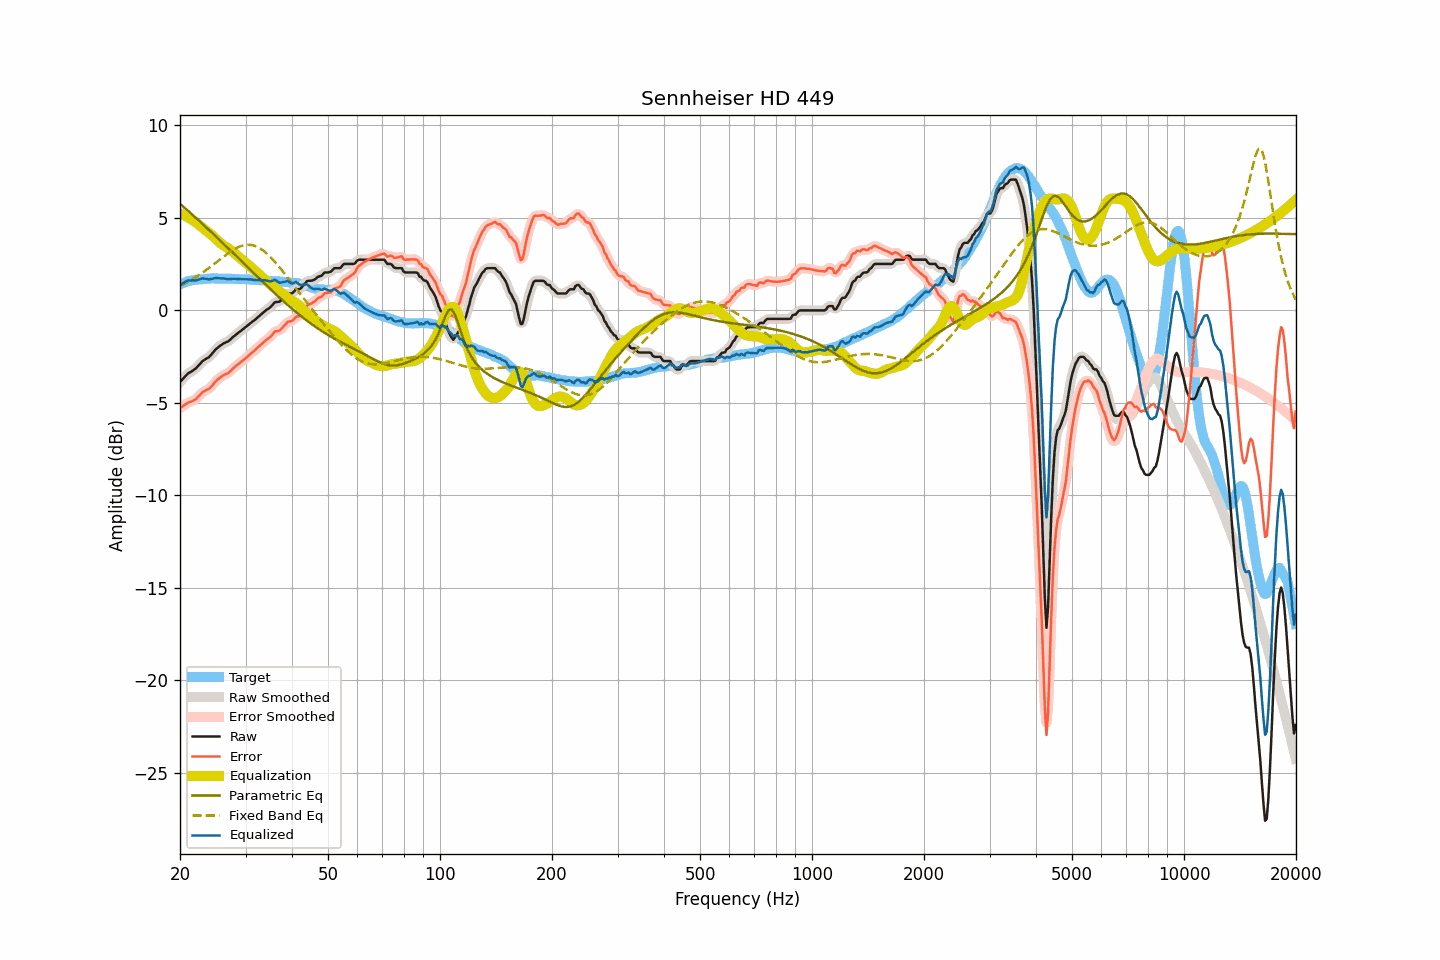 Sennheiser HD 449
10
5
0
−5
−10
−15
−20
−25
Amplitude (dBr)
Target
Raw Smoothed
Error Smoothed
Raw
Error
Equalization
Parametric Eq
Fixed Band Eq
Equalized
20 50 100 200 500 1000 2000 5000 10000 20000
Frequency (Hz)